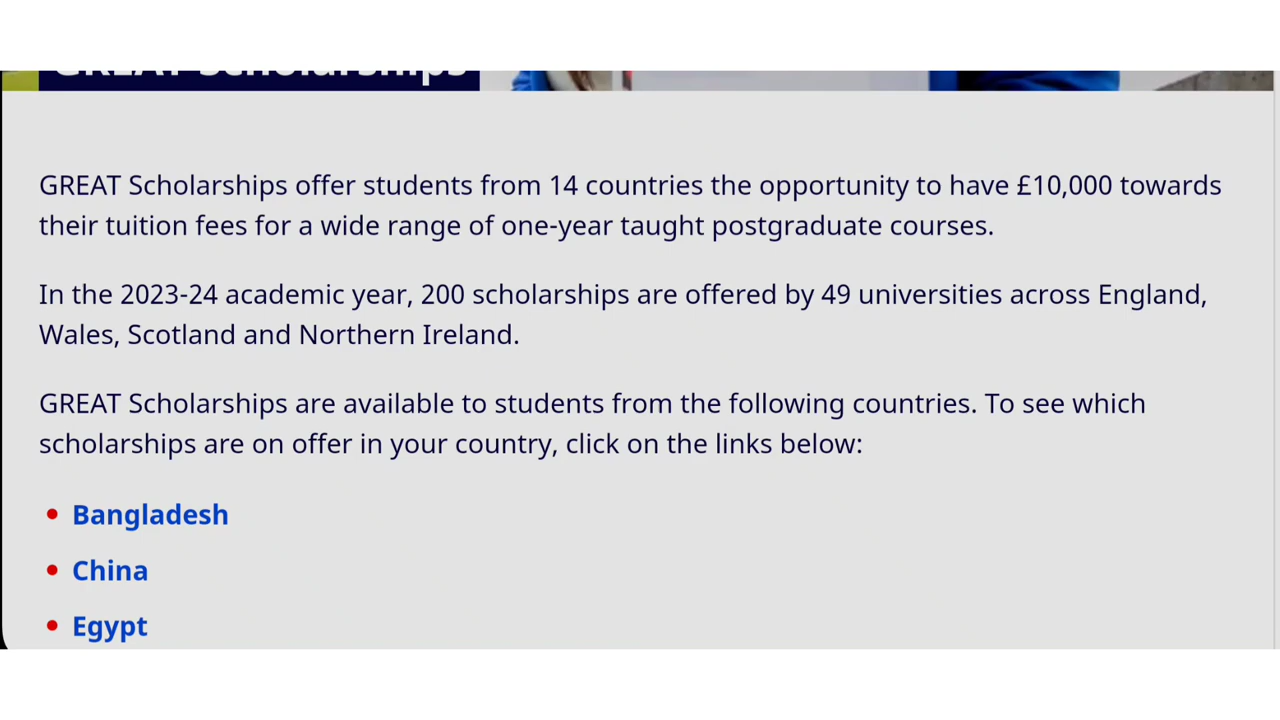 GREAT Scholarships
GREAT Scholarships offer students from 14 countries the opportunity to have £10,000 towards
their tuition fees for a wide range of one-year taught postgraduate courses.
In the 2023-24 academic year, 200 scholarships are offered by 49 universities across England,
Wales, Scotland and Northern Ireland.
GREAT Scholarships are available to students from the following countries. To see which
scholarships are on offer in your country, click on the links below:
Bangladesh
China
Egypt